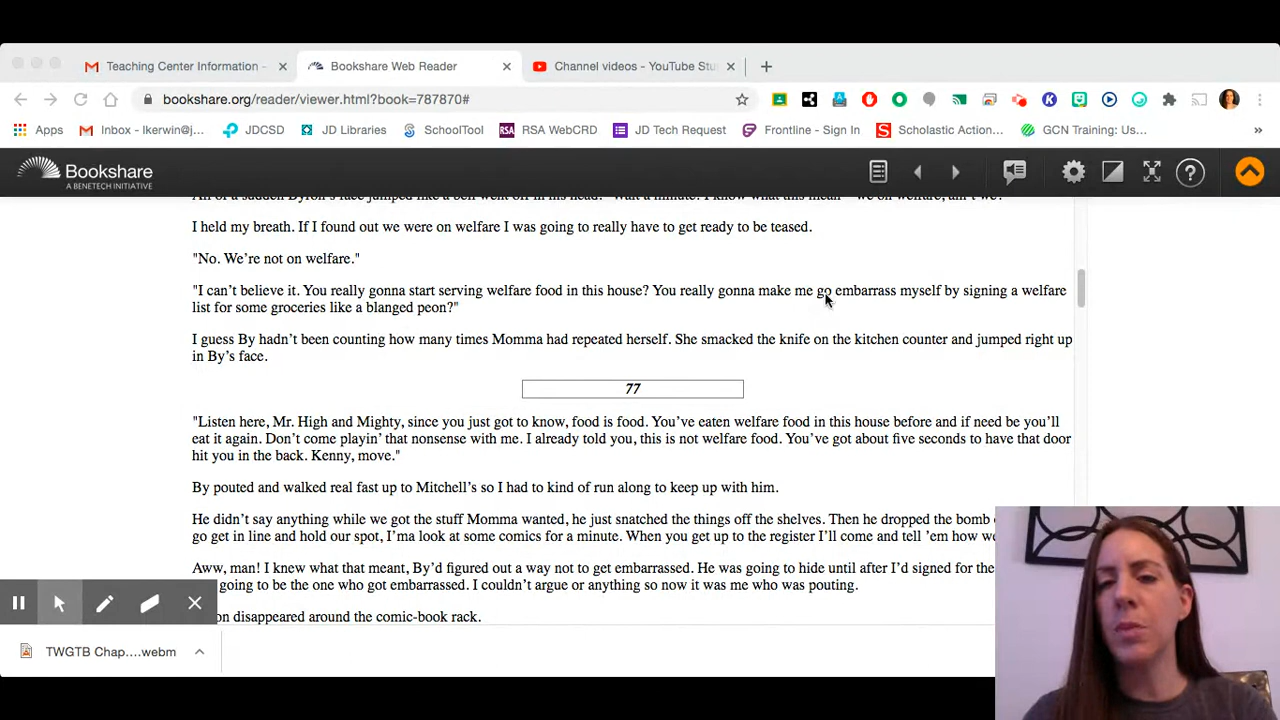 Teaching Center Information -
Bookshare Web Reader
Channel videos - YouTube Stu
bookshare.org/reader/viewer.html?book=787870#
Apps
Inbox - lkerwin@j...
JDCSD
JD Libraries
SchoolTool
RSA WebCRD
JD Tech Request
Frontline - Sign In
Scholastic Action...
GCN Training: Us...
Bookshare
A BENETECH INITIATIVE
I held my breath. If I found out we were on welfare I was going to really have to get ready to be teased.
"No. We're not on welfare."
"I can't believe it. You really gonna start serving welfare food in this house? You really gonna make me go embarrass myself by signing a welfare
list for some groceries like a blanged peon?"
I guess By hadn't been counting how many times Momma had repeated herself. She smacked the knife on the kitchen counter and jumped right up
in By's face.
77
"Listen here, Mr. High and Mighty, since you just got to know, food is food. You've eaten welfare food in this house before and if need be you'll
eat it again. Don't come playin' that nonsense with me. I already told you, this is not welfare food. You've got about five seconds to have that door
hit you in the back. Kenny, move."
By pouted and walked real fast up to Mitchell's so I had to kind of run along to keep up with him.
He didn't say anything while we got the stuff Momma wanted, he just snatched the things off the shelves. Then he dropped the bomb
go get in line and hold our spot, I'ma look at some comics for a minute. When you get up to the register I'll come and tell 'em how we
Aww, man! I knew what that meant, By'd figured out a way not to get embarrassed. He was going to hide until after I'd signed for the
going to be the one who got embarrassed. I couldn't argue or anything so now it was me who was pouting.
on disappeared around the comic-book rack.
TWGTB Chap....webm